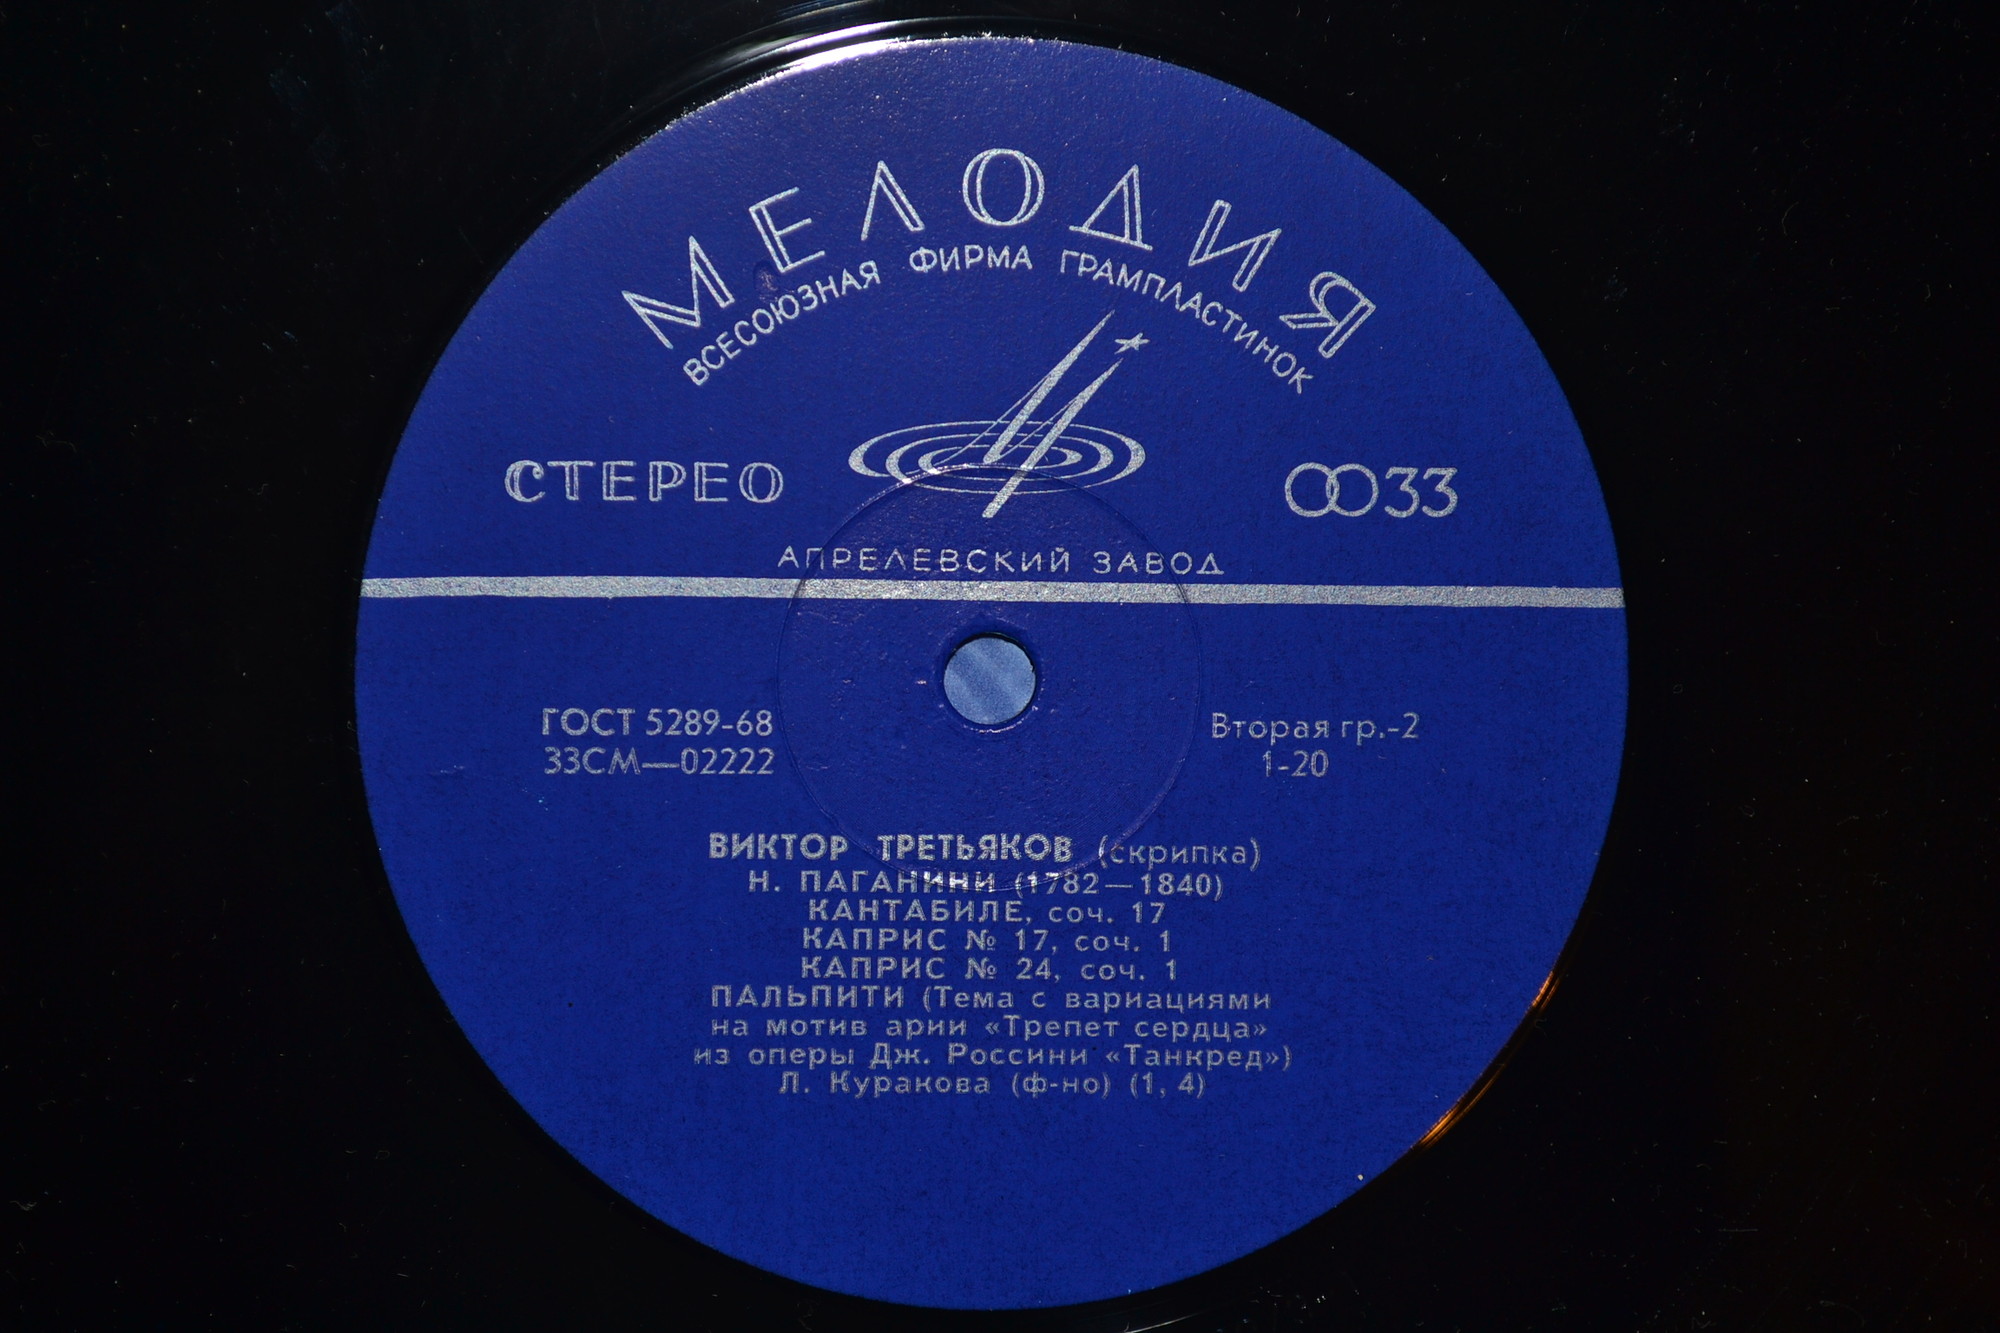 МЕЛОДИЯ
ВСЕСОЮЗНАЯ ФИРМА ГРАМПЛАСТИНОК
СТЕРЕО
33
АПРЕЛЕВСКИЙ ЗАВОД
ГОСТ 5289-68
33СМ—02222
Вторая гр.-2
1-20
ВИКТОР ТРЕТЬЯКОВ (скрипка)
Н. ПАГАНИНИ (1782—1840)
КАНТАБИЛЕ, соч. 17
КАПРИС № 17, соч. 1
КАПРИС № 24, соч. 1
ПАЛЬПИТИ (Тема с вариациями
на мотив арии «Трепет сердца»
из оперы Дж. Россини «Танкред»)
Л. Куракова (ф-но) (1, 4)